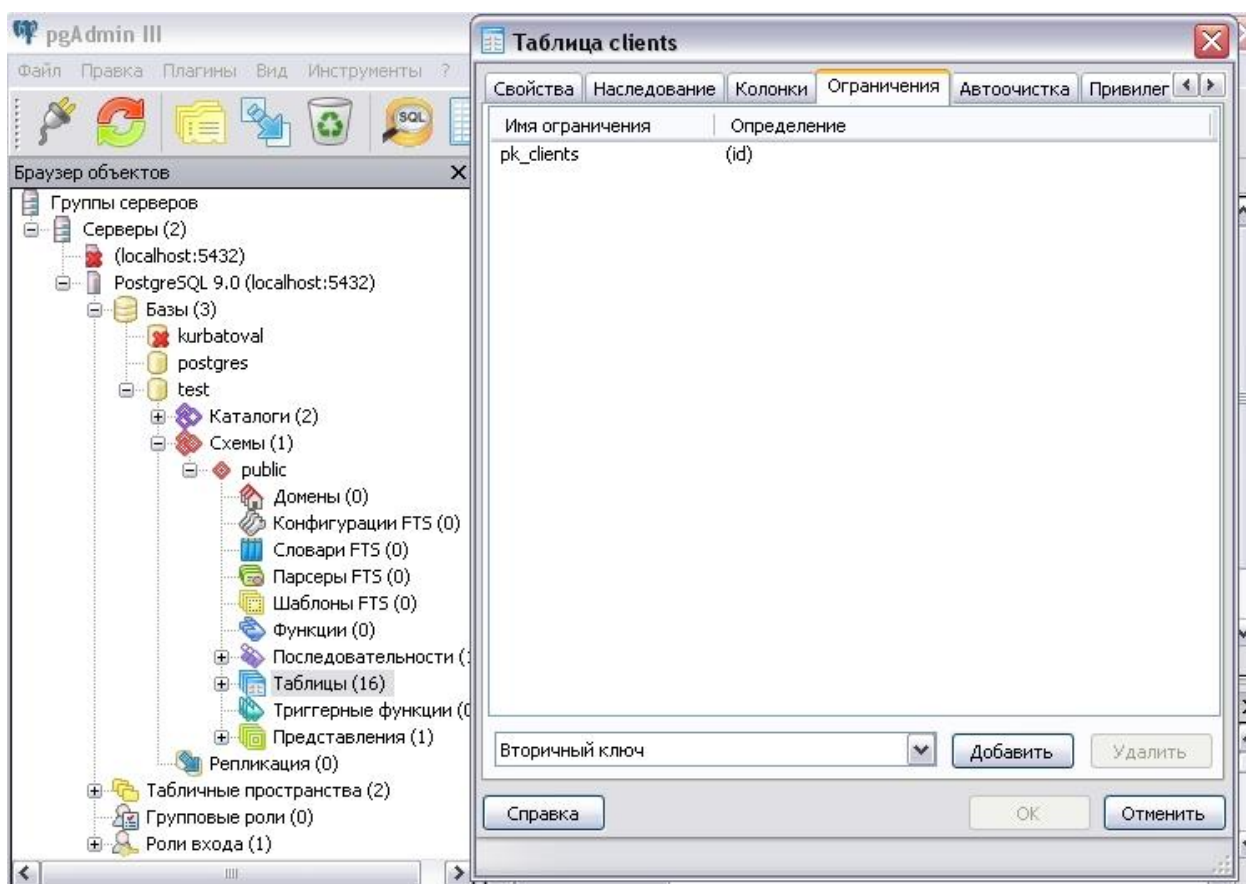 pgAdmin III
Файл Правка Плагины Вид Инструменты ?
SQL
Браузер объектов
Группы серверов
Серверы (2)
(localhost:5432)
PostgreSQL 9.0 (localhost:5432)
Базы (3)
kurbatoval
postgres
test
Каталоги (2)
Схемы (1)
public
Домены (0)
Конфигурации FTS (0)
Словари FTS (0)
Парсеры FTS (0)
Шаблоны FTS (0)
Функции (0)
Последовательности (
Таблицы (16)
Триггерные функции (
Представления (1)
Репликация (0)
Табличные пространства (2)
Групповые роли (0)
Роли входа (1)
Таблица clients
Свойства Наследование Колонки Ограничения Автоочистка Привилег
Имя ограничения Определение
pk_clients (id)
Вторичный ключ Добавить Удалить
Справка ОК Отменить